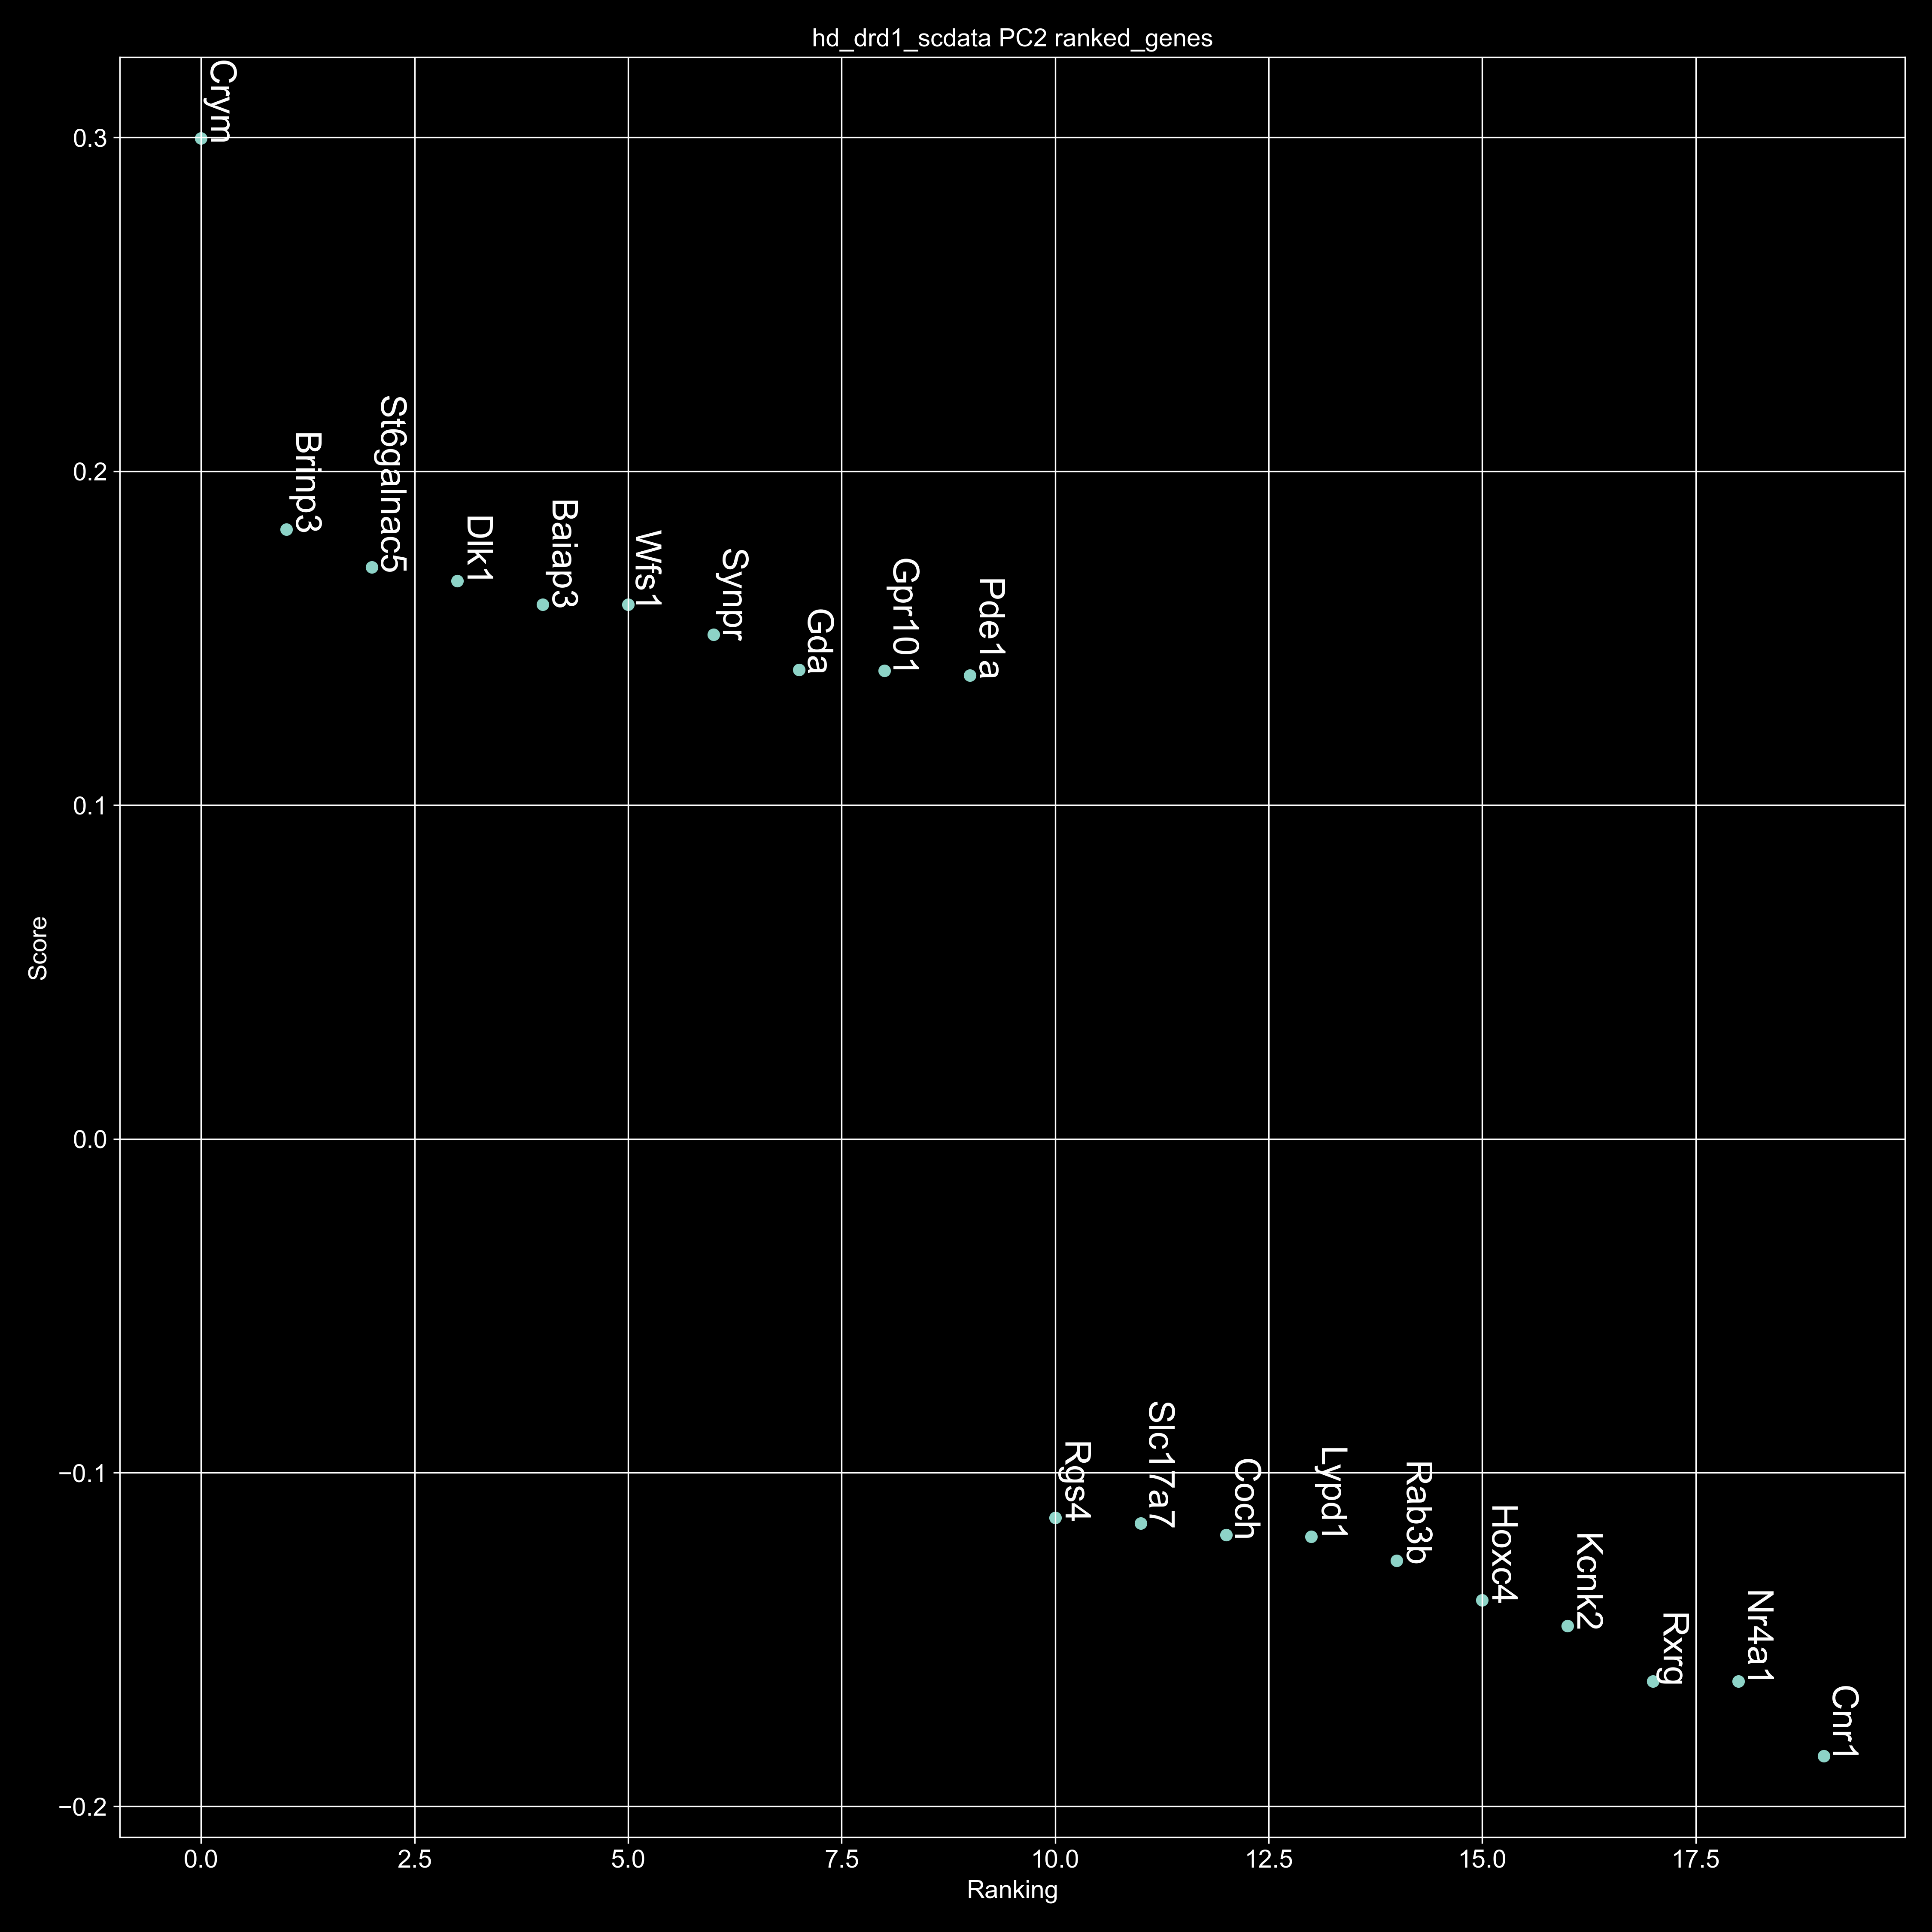 hd_drd1_scdata PC2 ranked_genes
Crym
Brinp3
St6galnac5
Dlk1
Baiap3
Wfs1
Synpr
Gda
Gpr101
Pde1a
Rgs4
Slc17a7
Coch
Lypd1
Rab3b
Hoxc4
Kcnk2
Rxrg
Nr4a1
Cnr1
0.3
0.2
0.1
0.0
−0.1
−0.2
Score
0.0 2.5 5.0 7.5 10.0 12.5 15.0 17.5
Ranking